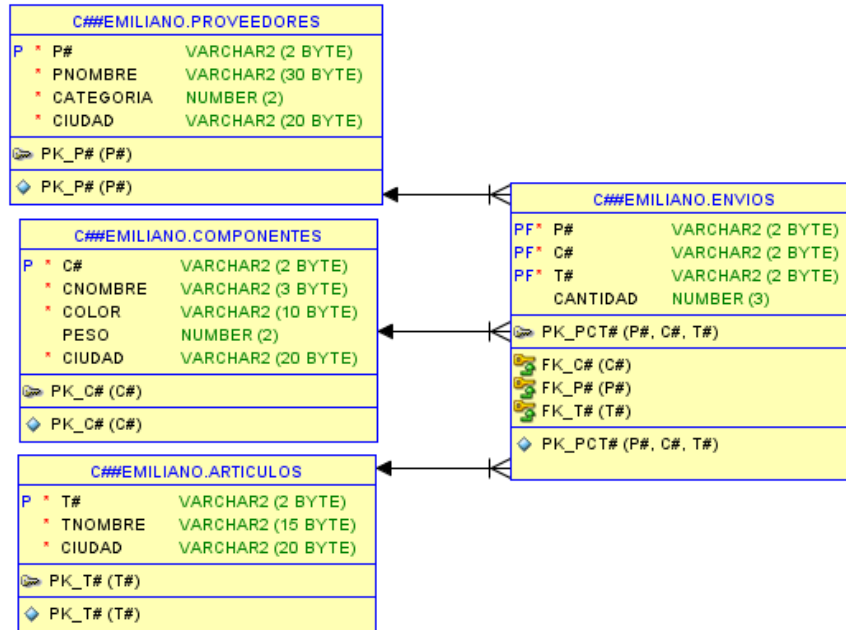 C##EMILIANO.PROVEEDORES
P * P# VARCHAR2 (2 BYTE)
* PNOMBRE VARCHAR2 (30 BYTE)
* CATEGORIA NUMBER (2)
* CIUDAD VARCHAR2 (20 BYTE)
PK_P# (P#)
PK_P# (P#)
C##EMILIANO.COMPONENTES
P * C# VARCHAR2 (2 BYTE)
* CNOMBRE VARCHAR2 (3 BYTE)
* COLOR VARCHAR2 (10 BYTE)
PESO NUMBER (2)
* CIUDAD VARCHAR2 (20 BYTE)
PK_C# (C#)
PK_C# (C#)
C##EMILIANO.ARTICULOS
P * T# VARCHAR2 (2 BYTE)
* TNOMBRE VARCHAR2 (15 BYTE)
* CIUDAD VARCHAR2 (20 BYTE)
PK_T# (T#)
PK_T# (T#)
C##EMILIANO.ENVIOS
PF* P# VARCHAR2 (2 BYTE)
PF* C# VARCHAR2 (2 BYTE)
PF* T# VARCHAR2 (2 BYTE)
CANTIDAD NUMBER (3)
PK_PCT# (P#, C#, T#)
FK_C# (C#)
FK_P# (P#)
FK_T# (T#)
PK_PCT# (P#, C#, T#)